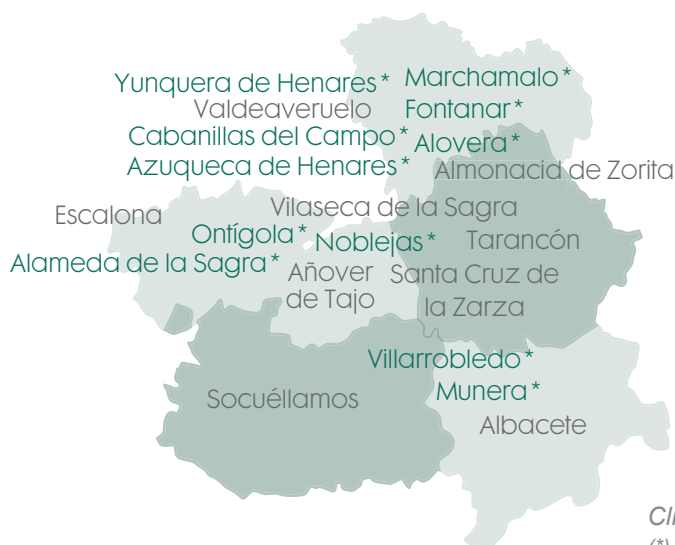 Yunquera de Henares*
Marchamalo*
Valdeaveruelo
Fontanar*
Cabanillas del Campo*
Alovera*
Azuqueca de Henares*
Almonacid de Zorita
Escalona
Vilaseca de la Sagra
Ontígola*
Noblejas*
Tarancón
Alameda de la Sagra*
Añover
de Tajo
Santa Cruz de
la Zarza
Villarrobledo*
Munera*
Socuéllamos
Albacete
(*)